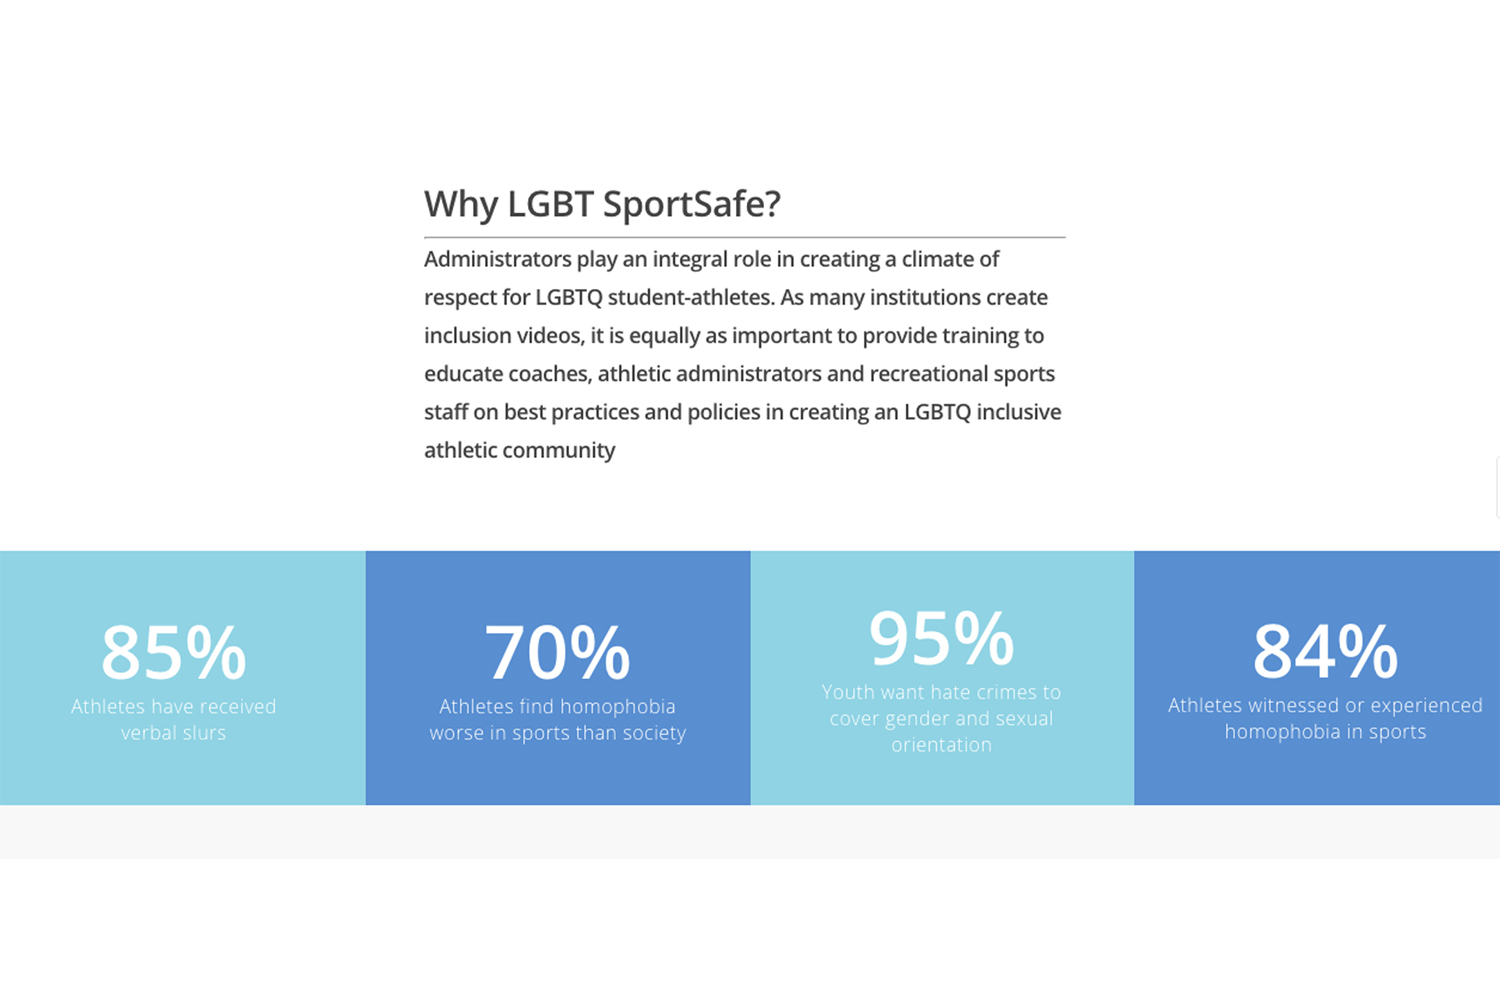 Why LGBT SportSafe?
Administrators play an integral role in creating a climate of
respect for LGBTQ student-athletes. As many institutions create
inclusion videos, it is equally as important to provide training to
educate coaches, athletic administrators and recreational sports
staff on best practices and policies in creating an LGBTQ inclusive
athletic community
85%
Athletes have received
verbal slurs
70%
Athletes find homophobia
worse in sports than society
95%
Youth want hate crimes to
cover gender and sexual
orientation
84%
Athletes witnessed or experienced
homophobia in sports